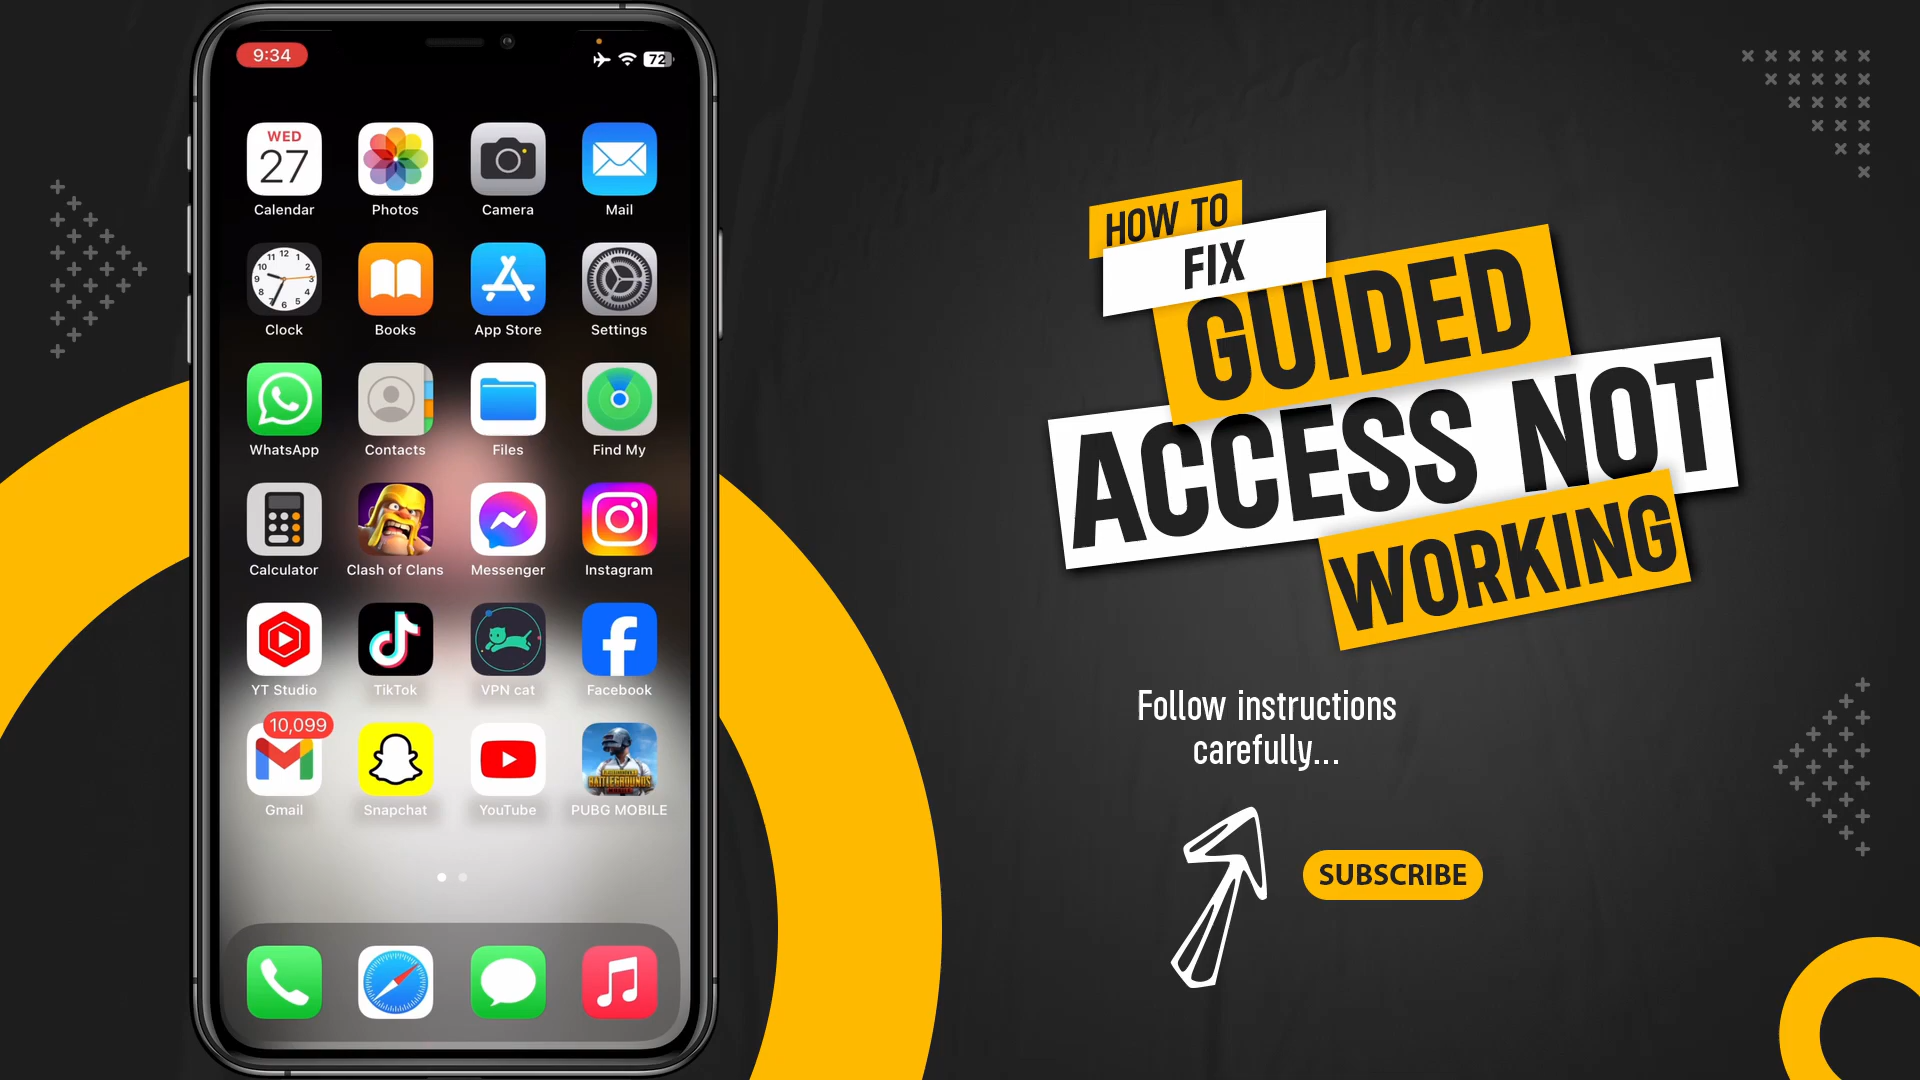 9:34
72
WED
27
Calendar
Photos
Camera
Mail
Clock
Books
App Store
Settings
WhatsApp
Contacts
Files
Find My
Calculator
Clash of Clans
Messenger
Instagram
YT Studio
TikTok
VPN cat
Facebook
10,099
Gmail
Snapchat
YouTube
PUBG MOBILE
HOW TO
FIX
GUIDED
ACCESS NOT
WORKING
Follow instructions
carefully...
SUBSCRIBE